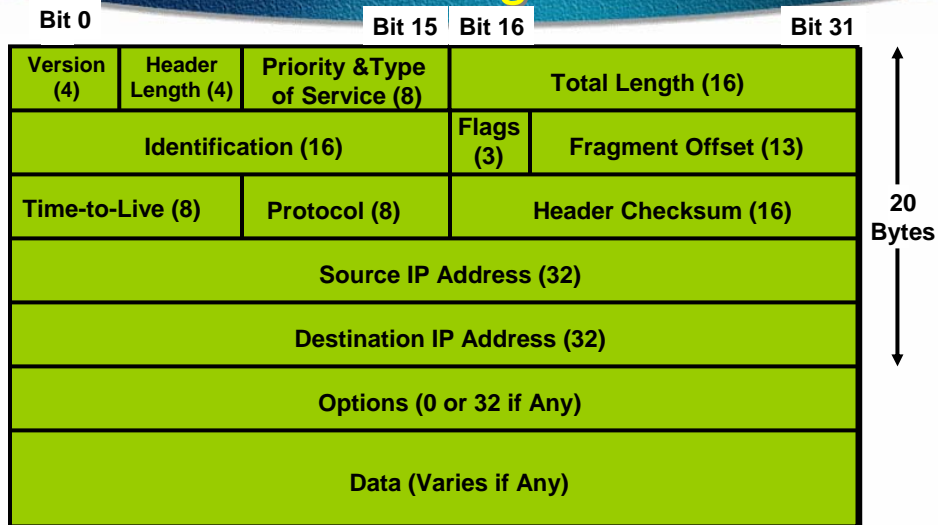 Bit 0
Bit 15
Bit 16
Bit 31
Version
(4)
Header
Length (4)
Priority &Type
of Service (8)
Total Length (16)
Identification (16)
Flags
(3)
Fragment Offset (13)
Time-to-Live (8)
Protocol (8)
Header Checksum (16)
20
Bytes
Source IP Address (32)
Destination IP Address (32)
Options (0 or 32 if Any)
Data (Varies if Any)